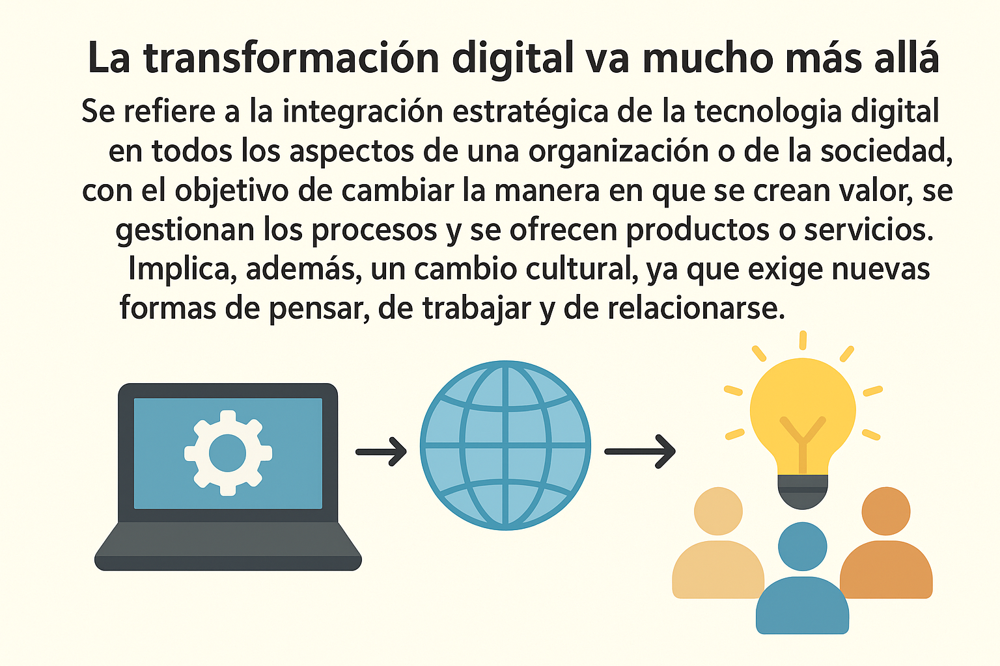 La transformación digital va mucho más allá
Se refiere a la integración estratégica de la tecnologia digital
en todos los aspectos de una organización o de la sociedad,
con el objetivo de cambiar la manera en que se crean valor, se
gestionan los procesos y se ofrecen productos o servicios.
Implica, además, un cambio cultural, ya que exige nuevas
formas de pensar, de trabajar y de relacionarse.